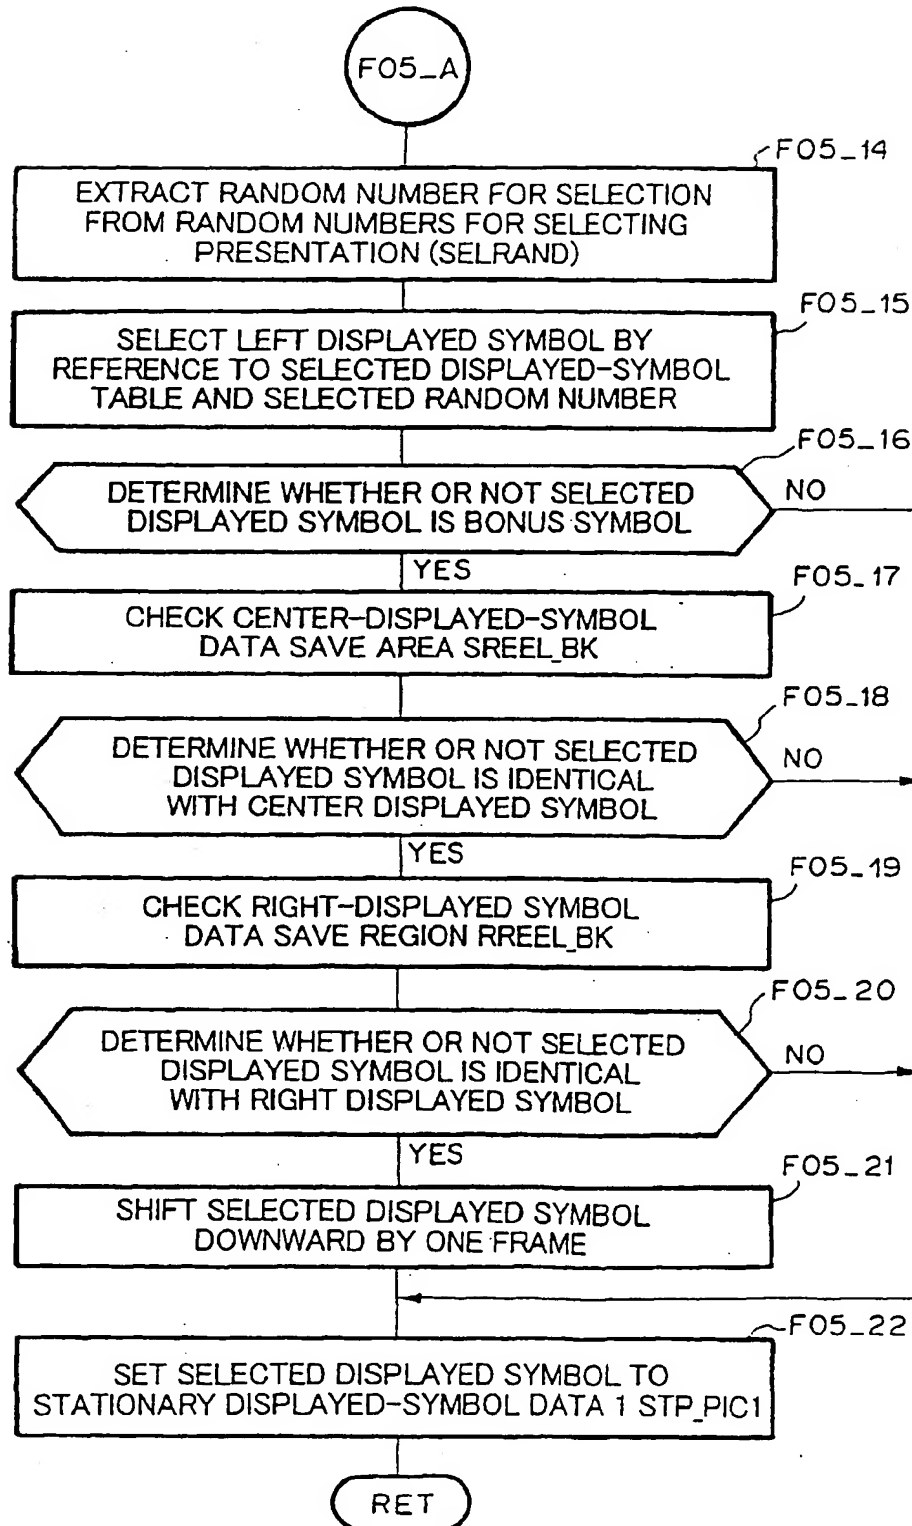 F05_A
F05_14
EXTRACT RANDOM NUMBER FOR SELECTION
FROM RANDOM NUMBERS FOR SELECTING
PRESENTATION (SELRAND)
F05_15
SELECT LEFT DISPLAYED SYMBOL BY
REFERENCE TO SELECTED DISPLAYED-SYMBOL
TABLE AND SELECTED RANDOM NUMBER
F05_16
DETERMINE WHETHER OR NOT SELECTED
DISPLAYED SYMBOL IS BONUS SYMBOL
NO
YES
F05_17
CHECK CENTER-DISPLAYED-SYMBOL
DATA SAVE AREA SREEL_BK
F05_18
DETERMINE WHETHER OR NOT SELECTED
DISPLAYED SYMBOL IS IDENTICAL
WITH CENTER DISPLAYED SYMBOL
NO
YES
F05_19
CHECK RIGHT-DISPLAYED SYMBOL
DATA SAVE REGION RREEL_BK
F05_20
DETERMINE WHETHER OR NOT SELECTED
DISPLAYED SYMBOL IS IDENTICAL
WITH RIGHT DISPLAYED SYMBOL
NO
YES
F05_21
SHIFT SELECTED DISPLAYED SYMBOL
DOWNWARD BY ONE FRAME
F05_22
SET SELECTED DISPLAYED SYMBOL TO
STATIONARY DISPLAYED-SYMBOL DATA 1 STP_PIC1
RET